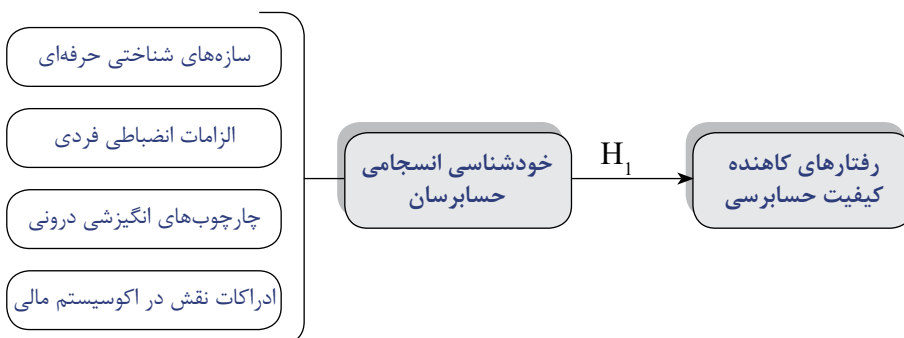 سازه‌های شناختی حرفه‌ای
الزامات انضباطی فردی
چارچوب‌های انگیزشی درونی
ادراکات نقش در اکوسیستم مالی
خودشناسی انسجامی
حسابرسان
H1
رفتارهای کاهنده
کیفیت حسابرسی